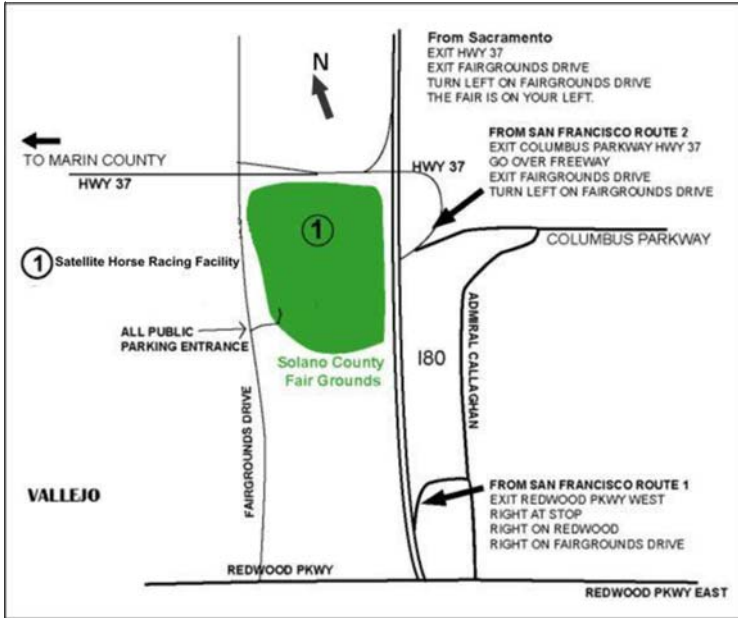 From Sacramento
EXIT HWY 37
EXIT FAIRGROUNDS DRIVE
TURN LEFT ON FAIRGROUNDS DRIVE
THE FAIR IS ON YOUR LEFT.
N
FROM SAN FRANCISCO ROUTE 2
EXIT COLUMBUS PARKWAY HWY 37
GO OVER FREEWAY
EXIT FAIRGROUNDS DRIVE
TURN LEFT ON FAIRGROUNDS DRIVE
TO MARIN COUNTY
HWY 37
HWY 37
1
COLUMBUS PARKWAY
1 Satellite Horse Racing Facility
ALL PUBLIC
PARKING ENTRANCE
Solano County
Fair Grounds
I80
ADMIRAL CALLAGHAN
FAIRGROUNDS DRIVE
VALLEJO
FROM SAN FRANCISCO ROUTE 1
EXIT REDWOOD PKWY WEST
RIGHT AT STOP
RIGHT ON REDWOOD
RIGHT ON FAIRGROUNDS DRIVE
REDWOOD PKWY
REDWOOD PKWY EAST